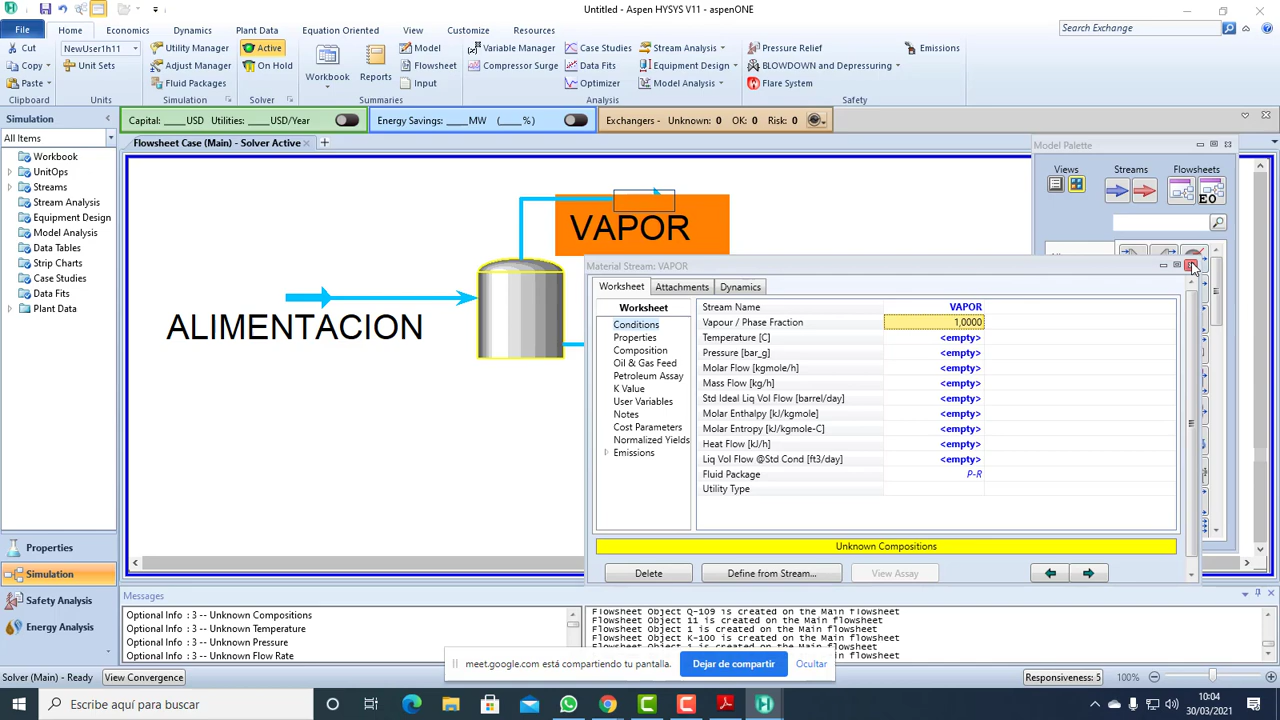 Untitled - Aspen HYSYS V11 - aspenONE
File Home Economics Dynamics Plant Data Equation Oriented View Customize Resources Search Exchange
Cut NewUser1h11 Utility Manager Active Model Flowsheet Variable Manager Case Studies Stream Analysis Pressure Relief Emissions
Copy Unit Sets Adjust Manager On Hold Workbook Reports Flowsheet Compressor Surge Data Fits Equipment Design BLOWDOWN and Depressuring
Paste Fluid Packages Input Optimizer Model Analysis Flare System
Clipboard Units Simulation Solver Summaries Analysis Safety
Simulation Capital: ____USD Utilities: ____USD/Year Energy Savings: ____MW (____%) Exchangers - Unknown: 0 OK: 0 Risk: 0
All Items Flowsheet Case (Main) - Solver Active Model Palette
Workbook
UnitOps
Streams
Stream Analysis
Equipment Design
Model Analysis
Data Tables
Strip Charts
Case Studies
Data Fits
Plant Data
Properties
Simulation
Safety Analysis
Energy Analysis
VAPOR
ALIMENTACION
Views Streams Flowsheets
EO
Material Stream: VAPOR
Worksheet Attachments Dynamics
Worksheet
Conditions
Properties
Composition
Oil & Gas Feed
Petroleum Assay
K Value
User Variables
Notes
Cost Parameters
Normalized Yields
Emissions
Stream Name VAPOR
Vapour / Phase Fraction 1,0000
Temperature [C] <empty>
Pressure [bar_g] <empty>
Molar Flow [kgmole/h] <empty>
Mass Flow [kg/h] <empty>
Std Ideal Liq Vol Flow [barrel/day] <empty>
Molar Enthalpy [kJ/kgmole] <empty>
Molar Entropy [kJ/kgmole-C] <empty>
Heat Flow [kJ/h] <empty>
Liq Vol Flow @Std Cond [ft3/day] <empty>
Fluid Package P-R
Utility Type
Unknown Compositions
Delete Define from Stream... View Assay
Messages
Optional Info : 3 -- Unknown Compositions
Optional Info : 3 -- Unknown Temperature
Optional Info : 3 -- Unknown Pressure
Optional Info : 3 -- Unknown Flow Rate
Flowsheet Object Q-109 is created on the Main flowsheet
Flowsheet Object 11 is created on the Main flowsheet
Flowsheet Object 1 is created on the Main flowsheet
Flowsheet Object K-100 is created on the Main flowsheet
meet.google.com está compartiendo tu pantalla. Dejar de compartir Ocultar
Solver (Main) - Ready View Convergence Responsiveness: 5 100%
Escribe aquí para buscar
10:04
30/03/2021